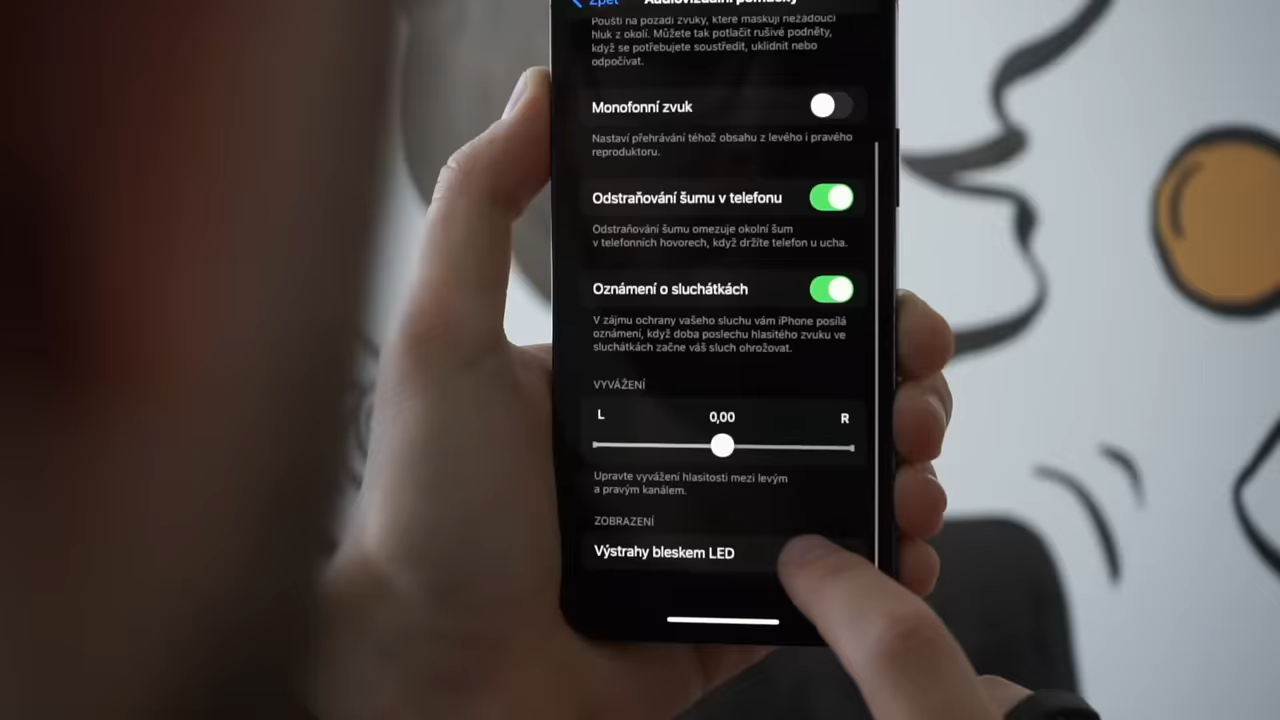 Zpět Audiovizuální pomůcky
Pouští na pozadí zvuky, které maskují nežádoucí
hluk z okolí. Můžete tak potlačit rušivé podněty,
když se potřebujete soustředit, uklidnit nebo
odpočívat.
Monofonní zvuk
Nastaví přehrávání téhož obsahu z levého i pravého
reproduktoru.
Odstraňování šumu v telefonu
Odstraňování šumu omezuje okolní šum
v telefonních hovorech, když držíte telefon u ucha.
Oznámení o sluchátkách
V zájmu ochrany vašeho sluchu vám iPhone posílá
oznámení, když doba poslechu hlasitého zvuku ve
sluchátkách začne váš sluch ohrožovat.
VYVÁŽENÍ
L 0,00 R
Upravte vyvážení hlasitosti mezi levým
a pravým kanálem.
ZOBRAZENÍ
Výstrahy bleskem LED